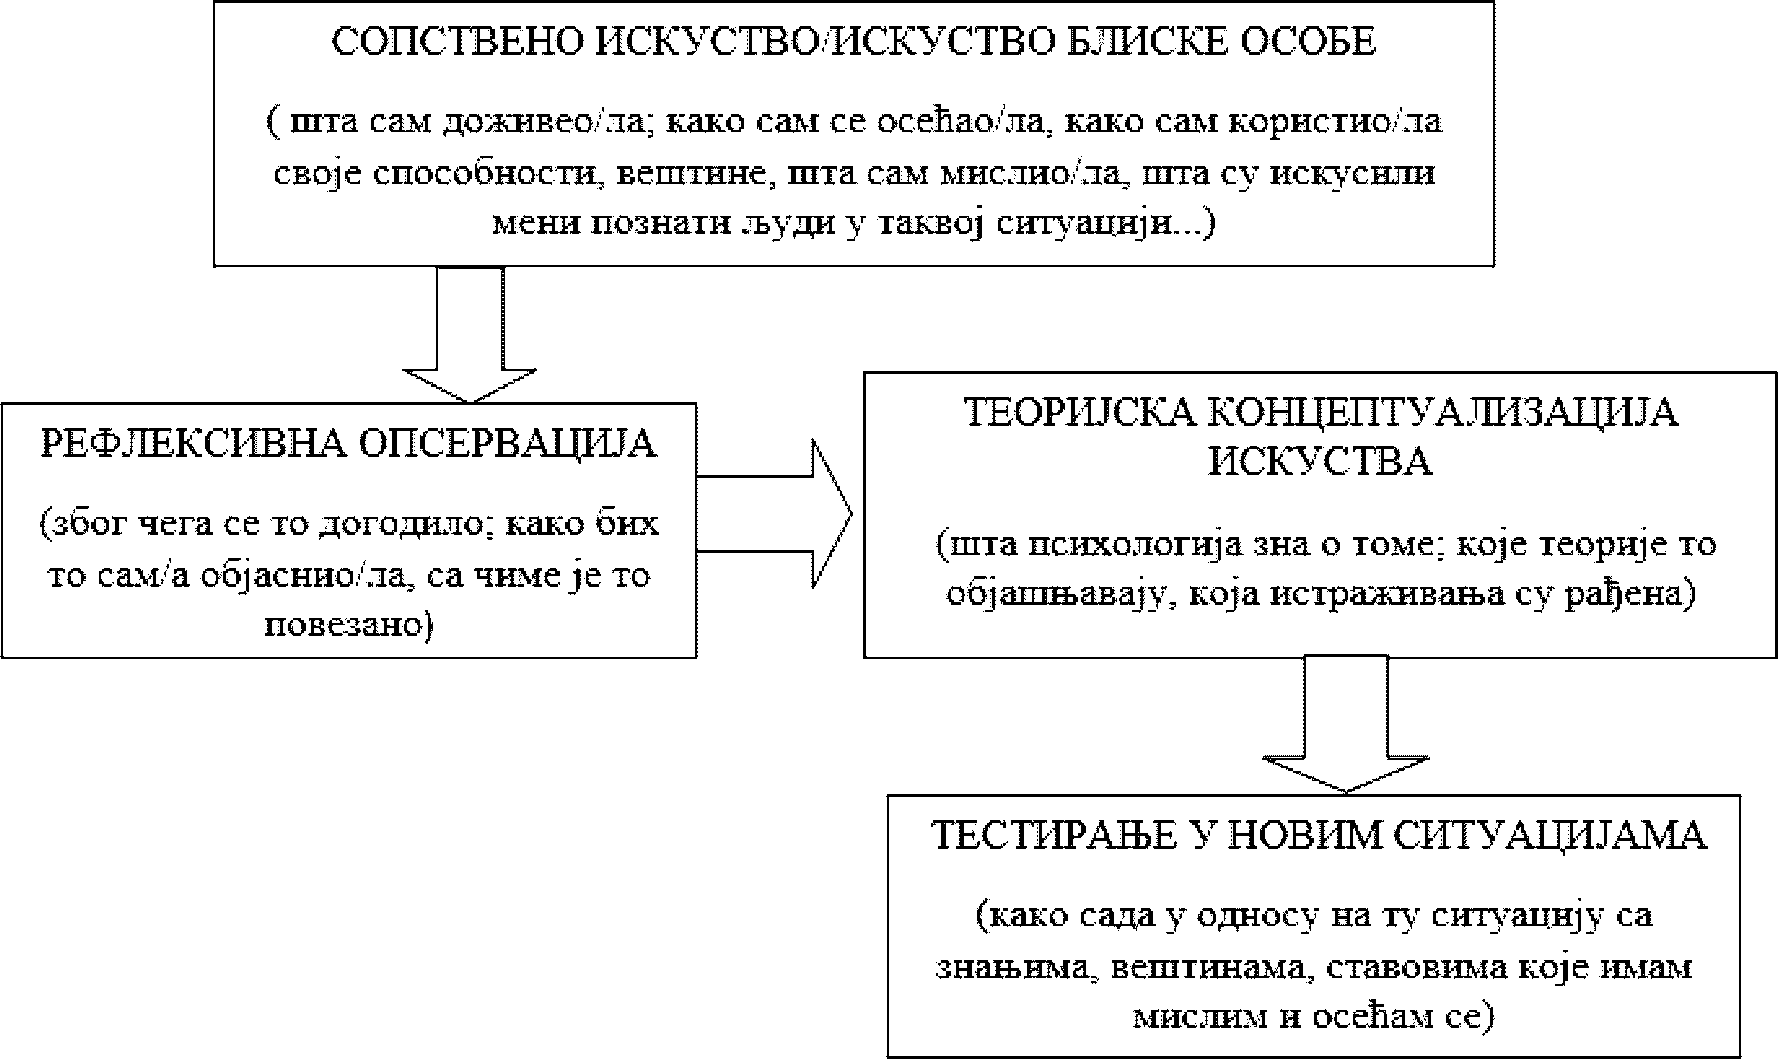 СОПСТВЕНО ИСКУСТВО/ИСКУСТВО БЛИСКЕ ОСОБЕ
( шта сам доживео/ла; како сам се осећао/ла, како сам користио/ла
своје способности, вештине, шта сам мислио/ла, шта су искусили
мени познати људи у таквој ситуацији...)
РЕФЛЕКСИВНА ОПСЕРВАЦИЈА
(због чега се то догодило; како бих
то сам/а објаснио/ла, са чиме је то
повезано)
ТЕОРИЈСКА КОНЦЕПТУАЛИЗАЦИЈА
ИСКУСТВА
(шта психологија зна о томе; које теорије то
објашњавају, која истраживања су рађена)
ТЕСТИРАЊЕ У НОВИМ СИТУАЦИЈАМА
(како сада у односу на ту ситуацију са
знањима, вештинама, ставовима које имам
мислим и осећам се)